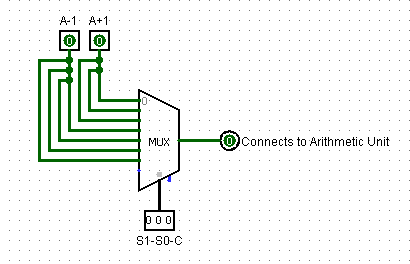 A-1 A+1
0 0
0
MUX
0 Connects to Arithmetic Unit
0 0 0
S1-S0-C